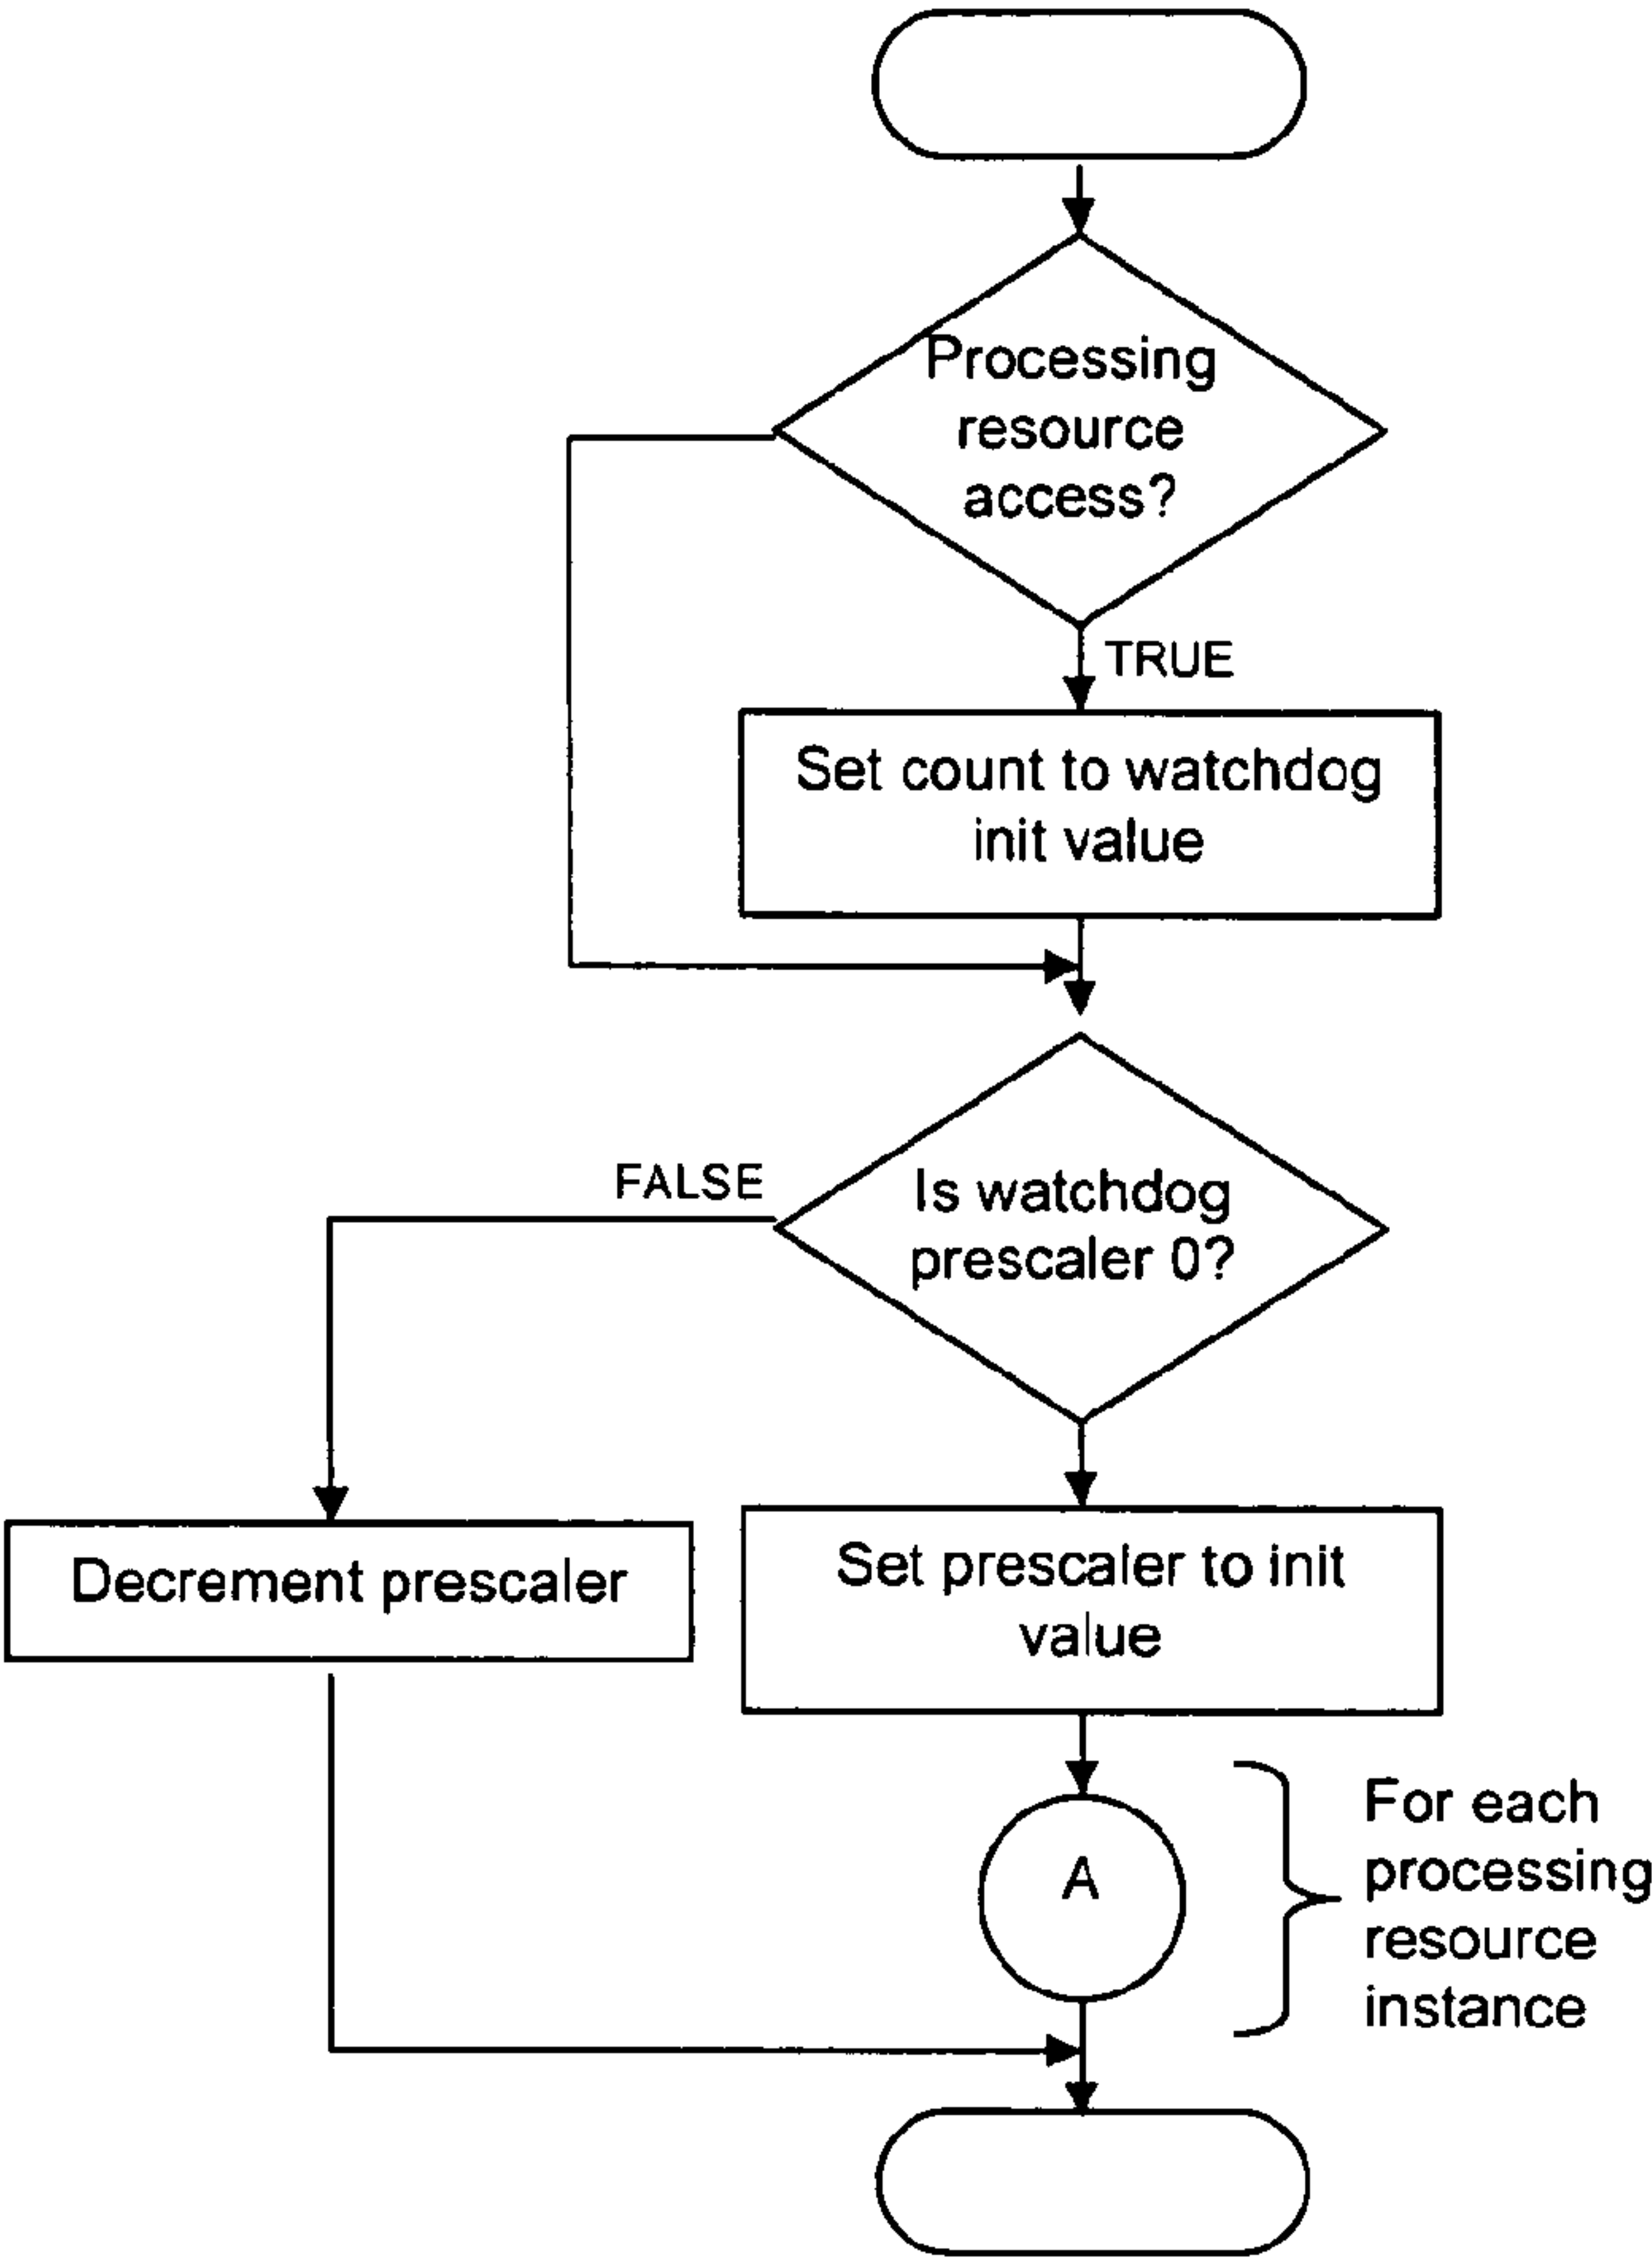 Processing
resource
access?
TRUE
Set count to watchdog
init value
FALSE
Is watchdog
prescaler 0?
Decrement prescaler
Set prescaler to init
value
A
For each
processing
resource
instance